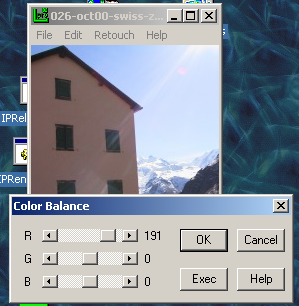 026-oct00-swiss-z...
File Edit Retouch Help
IPRel
IPRen
Color Balance
R 191 OK Cancel
G 0
B 0 Exec Help